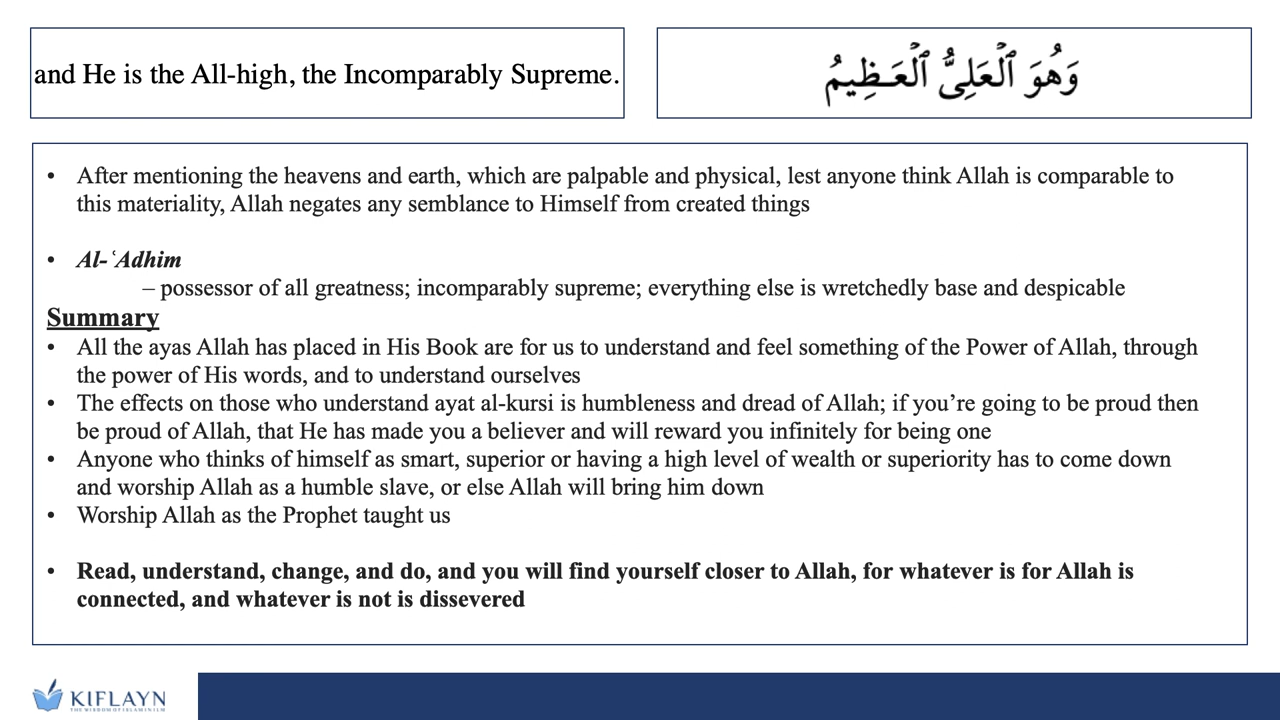 and He is the All-high, the Incomparably Supreme.
وَهُوَ ٱلْعَلِىُّ ٱلْعَـظِيمُ
• After mentioning the heavens and earth, which are palpable and physical, lest anyone think Allah is comparable to
this materiality, Allah negates any semblance to Himself from created things
• Al-ʿAdhim
– possessor of all greatness; incomparably supreme; everything else is wretchedly base and despicable
Summary
• All the ayas Allah has placed in His Book are for us to understand and feel something of the Power of Allah, through
the power of His words, and to understand ourselves
• The effects on those who understand ayat al-kursi is humbleness and dread of Allah; if you’re going to be proud then
be proud of Allah, that He has made you a believer and will reward you infinitely for being one
• Anyone who thinks of himself as smart, superior or having a high level of wealth or superiority has to come down
and worship Allah as a humble slave, or else Allah will bring him down
• Worship Allah as the Prophet taught us
• Read, understand, change, and do, and you will find yourself closer to Allah, for whatever is for Allah is
connected, and whatever is not is dissevered
KIFLAYN
THE WISDOM OF ISLAM IN ILM